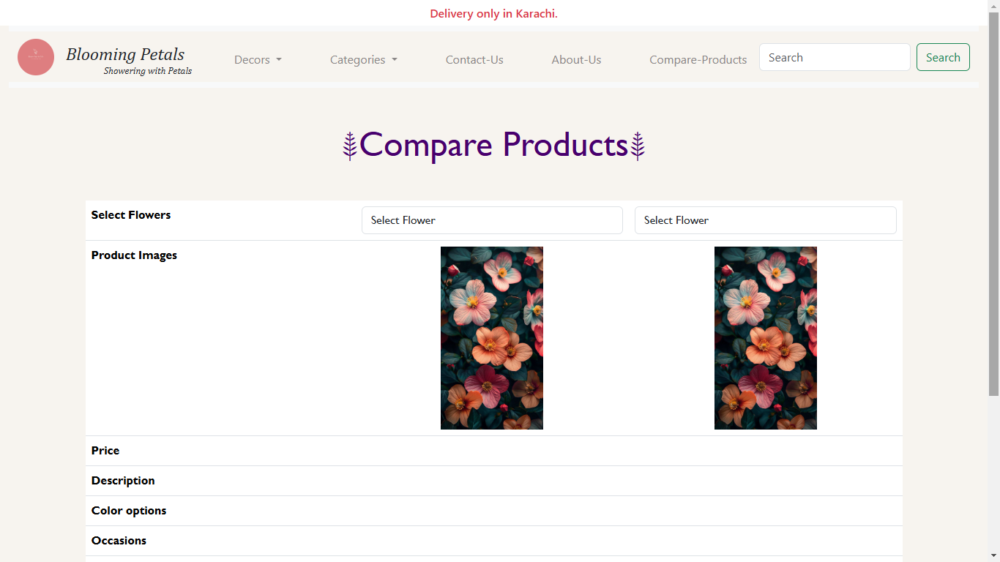 Delivery only in Karachi.
Blooming Petals
Showering with Petals
Decors
Categories
Contact-Us
About-Us
Compare-Products
Search
Search
Compare Products
Select Flowers
Select Flower
Select Flower
Product Images
Price
Description
Color options
Occasions